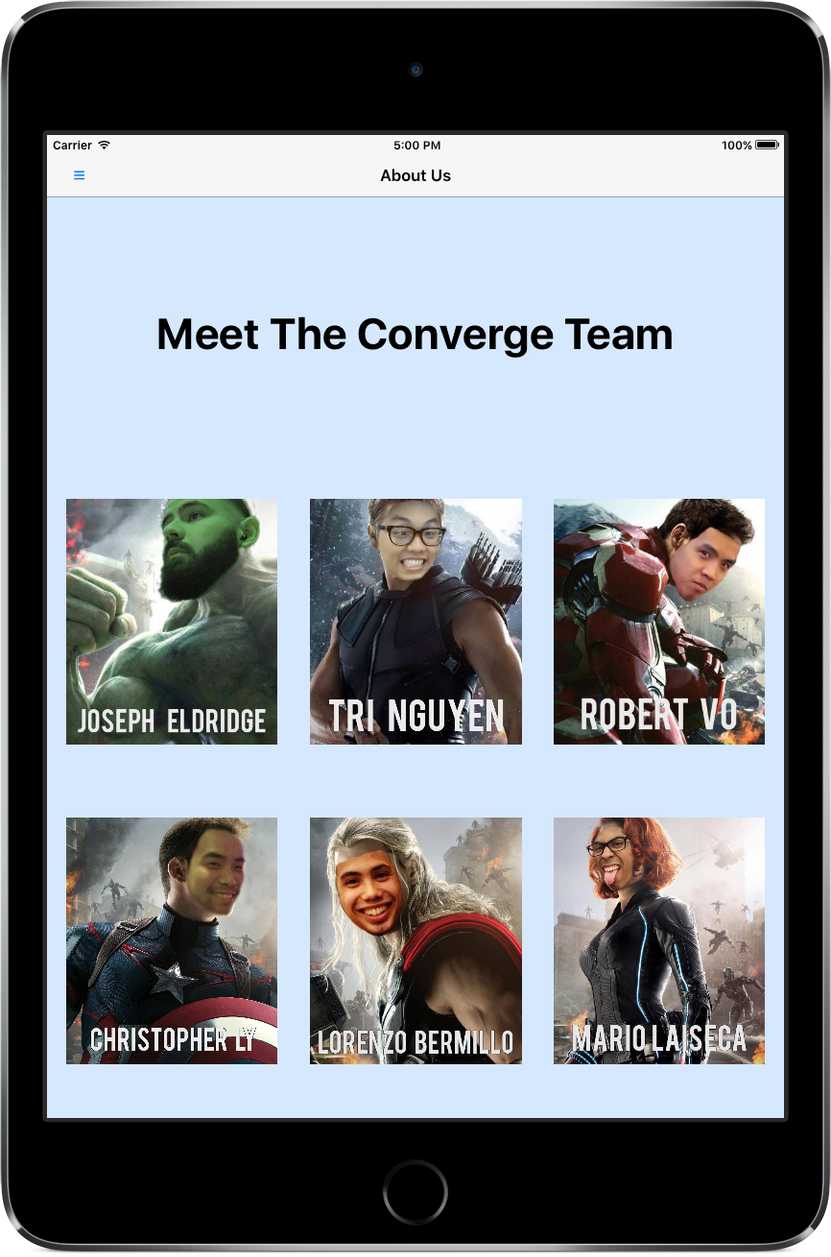 Carrier
5:00 PM
100%
About Us
Meet The Converge Team
JOSEPH ELDRIDGE
TRI NGUYEN
ROBERT VO
CHRISTOPHER LY
LORENZO BERMILLO
MARIO LAISECA